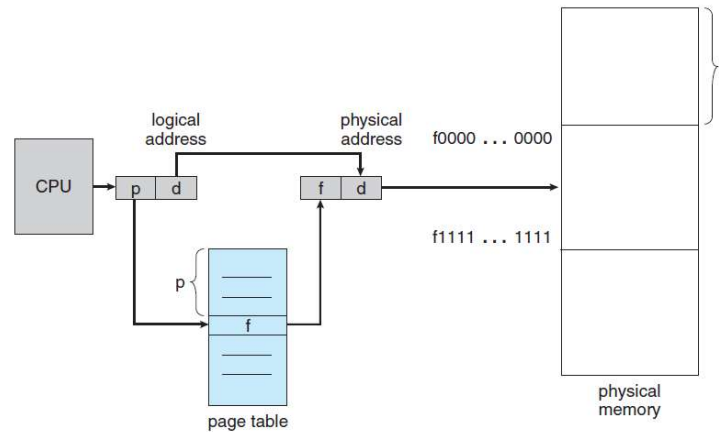 logical
address
physical
address
f0000 ... 0000
CPU
p
d
f
d
f1111 ... 1111
p
f
page table
physical
memory